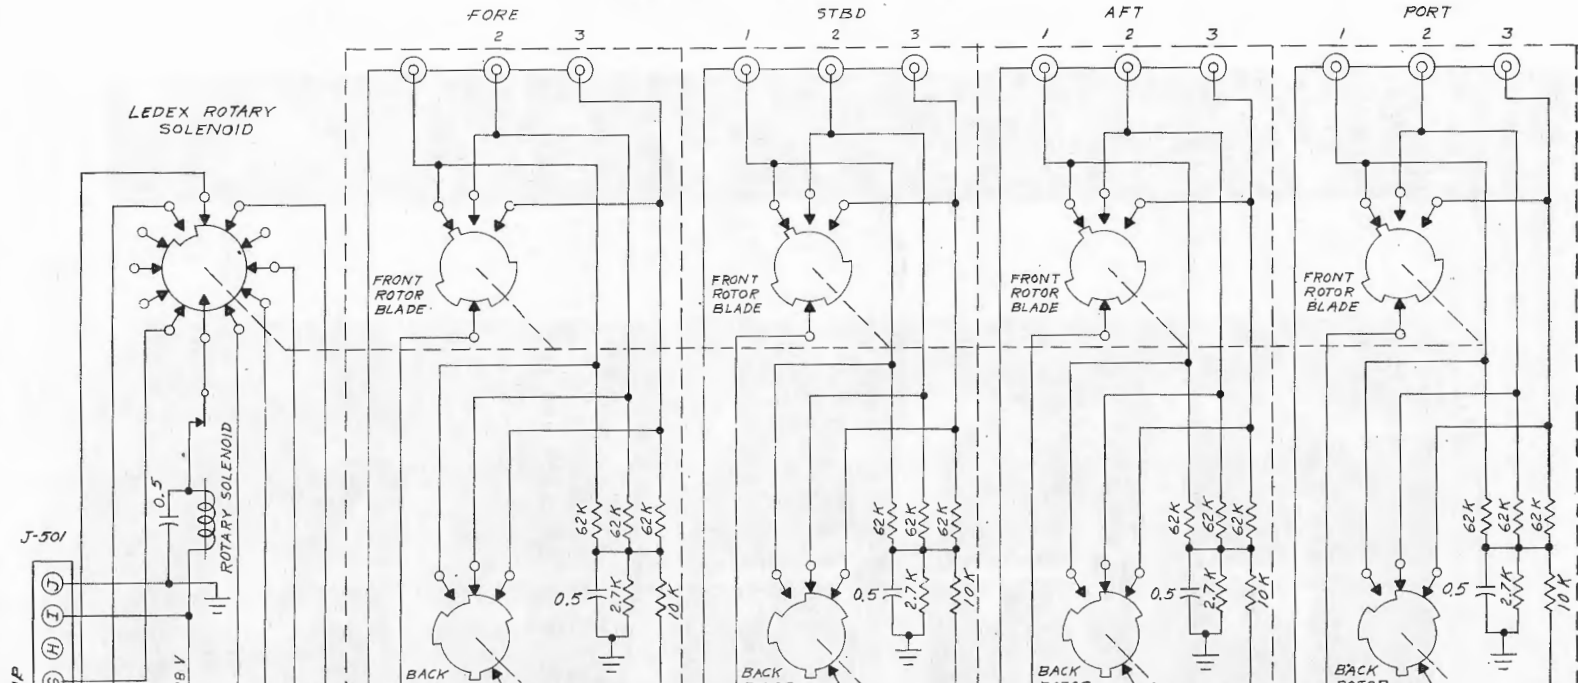 FORE
STBD
AFT
PORT
2 3
1 2 3
1 2 3
1 2 3
LEDEX ROTARY
SOLENOID
FRONT
ROTOR
BLADE
FRONT
ROTOR
BLADE
FRONT
ROTOR
BLADE
FRONT
ROTOR
BLADE
0.5
ROTARY SOLENOID
62K 62K 62K
62K 62K 62K
62K 62K 62K
62K 62K 62K
J-501
J
I
H
0.5 2.7K 10K
0.5 2.7K 10K
0.5 2.7K 10K
0.5 2.7K 10K
BACK
BACK
BACK
BACK
ROTOR